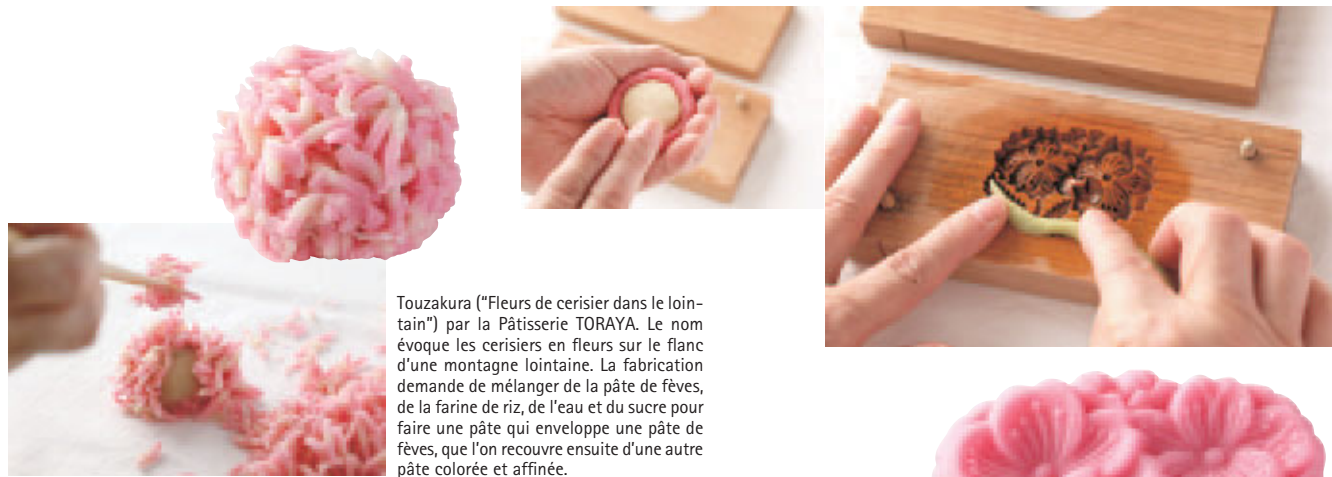 Touzakura (“Fleurs de cerisier dans le loin-
tain”) par la Pâtisserie TORAYA. Le nom
évoque les cerisiers en fleurs sur le flanc
d’une montagne lointaine. La fabrication
demande de mélanger de la pâte de fèves,
de la farine de riz, de l’eau et du sucre pour
faire une pâte qui enveloppe une pâte de
fèves, que l’on recouvre ensuite d’une autre
pâte colorée et affinée.